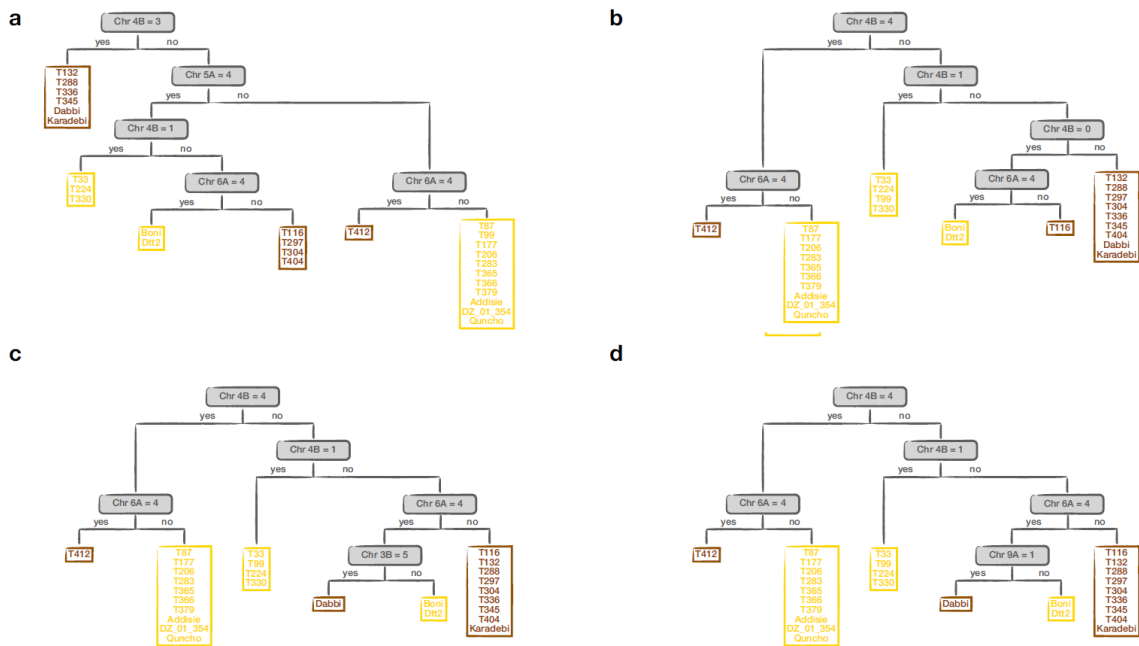 a
Chr 4B = 3
yes
no
T132
T288
T336
T345
Dabbi
Karadebi
Chr 5A = 4
yes
no
Chr 4B = 1
yes
no
T33
T224
T330
Chr 6A = 4
yes
no
Boni
Dtt2
T116
T297
T304
T404
Chr 6A = 4
yes
no
T412
T87
T99
T177
T206
T283
T365
T366
T379
Addisie
DZ_01_354
Quncho
b
Chr 4B = 4
yes
no
Chr 6A = 4
yes
no
T412
T87
T177
T206
T283
T365
T366
T379
Addisie
DZ_01_354
Quncho
Chr 4B = 1
yes
no
T33
T224
T99
T330
Chr 4B = 0
yes
no
Chr 6A = 4
yes
no
Boni
Dtt2
T116
T132
T288
T297
T304
T336
T345
T404
Dabbi
Karadebi
c
Chr 4B = 4
yes
no
Chr 6A = 4
yes
no
T412
T87
T177
T206
T283
T365
T366
T379
Addisie
DZ_01_354
Quncho
Chr 4B = 1
yes
no
T33
T99
T224
T330
Chr 6A = 4
yes
no
Chr 3B = 5
yes
no
Dabbi
Boni
Dtt2
T116
T132
T288
T297
T304
T336
T345
T404
Karadebi
d
Chr 4B = 4
yes
no
Chr 6A = 4
yes
no
T412
T87
T177
T206
T283
T365
T366
T379
Addisie
DZ_01_354
Quncho
Chr 4B = 1
yes
no
T33
T99
T224
T330
Chr 6A = 4
yes
no
Chr 9A = 1
yes
no
Dabbi
Boni
Dtt2
T116
T132
T288
T297
T304
T336
T345
T404
Karadebi